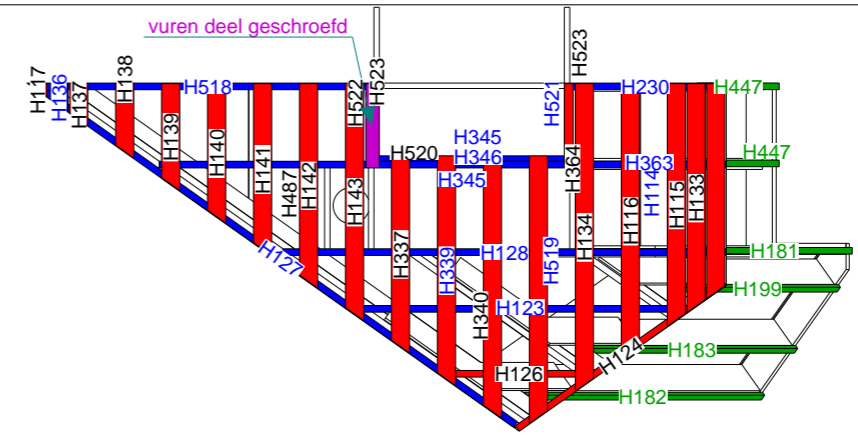 vuren deel geschroefd
H117
H136
H137
H138
H518
H139
H140
H141
H487
H142
H522
H143
H523
H520
H345
H346
H345
H521
H523
H230
H447
H364
H363
H447
H114
H134
H116
H115
H133
H127
H337
H339
H340
H128
H519
H123
H126
H124
H181
H199
H183
H182